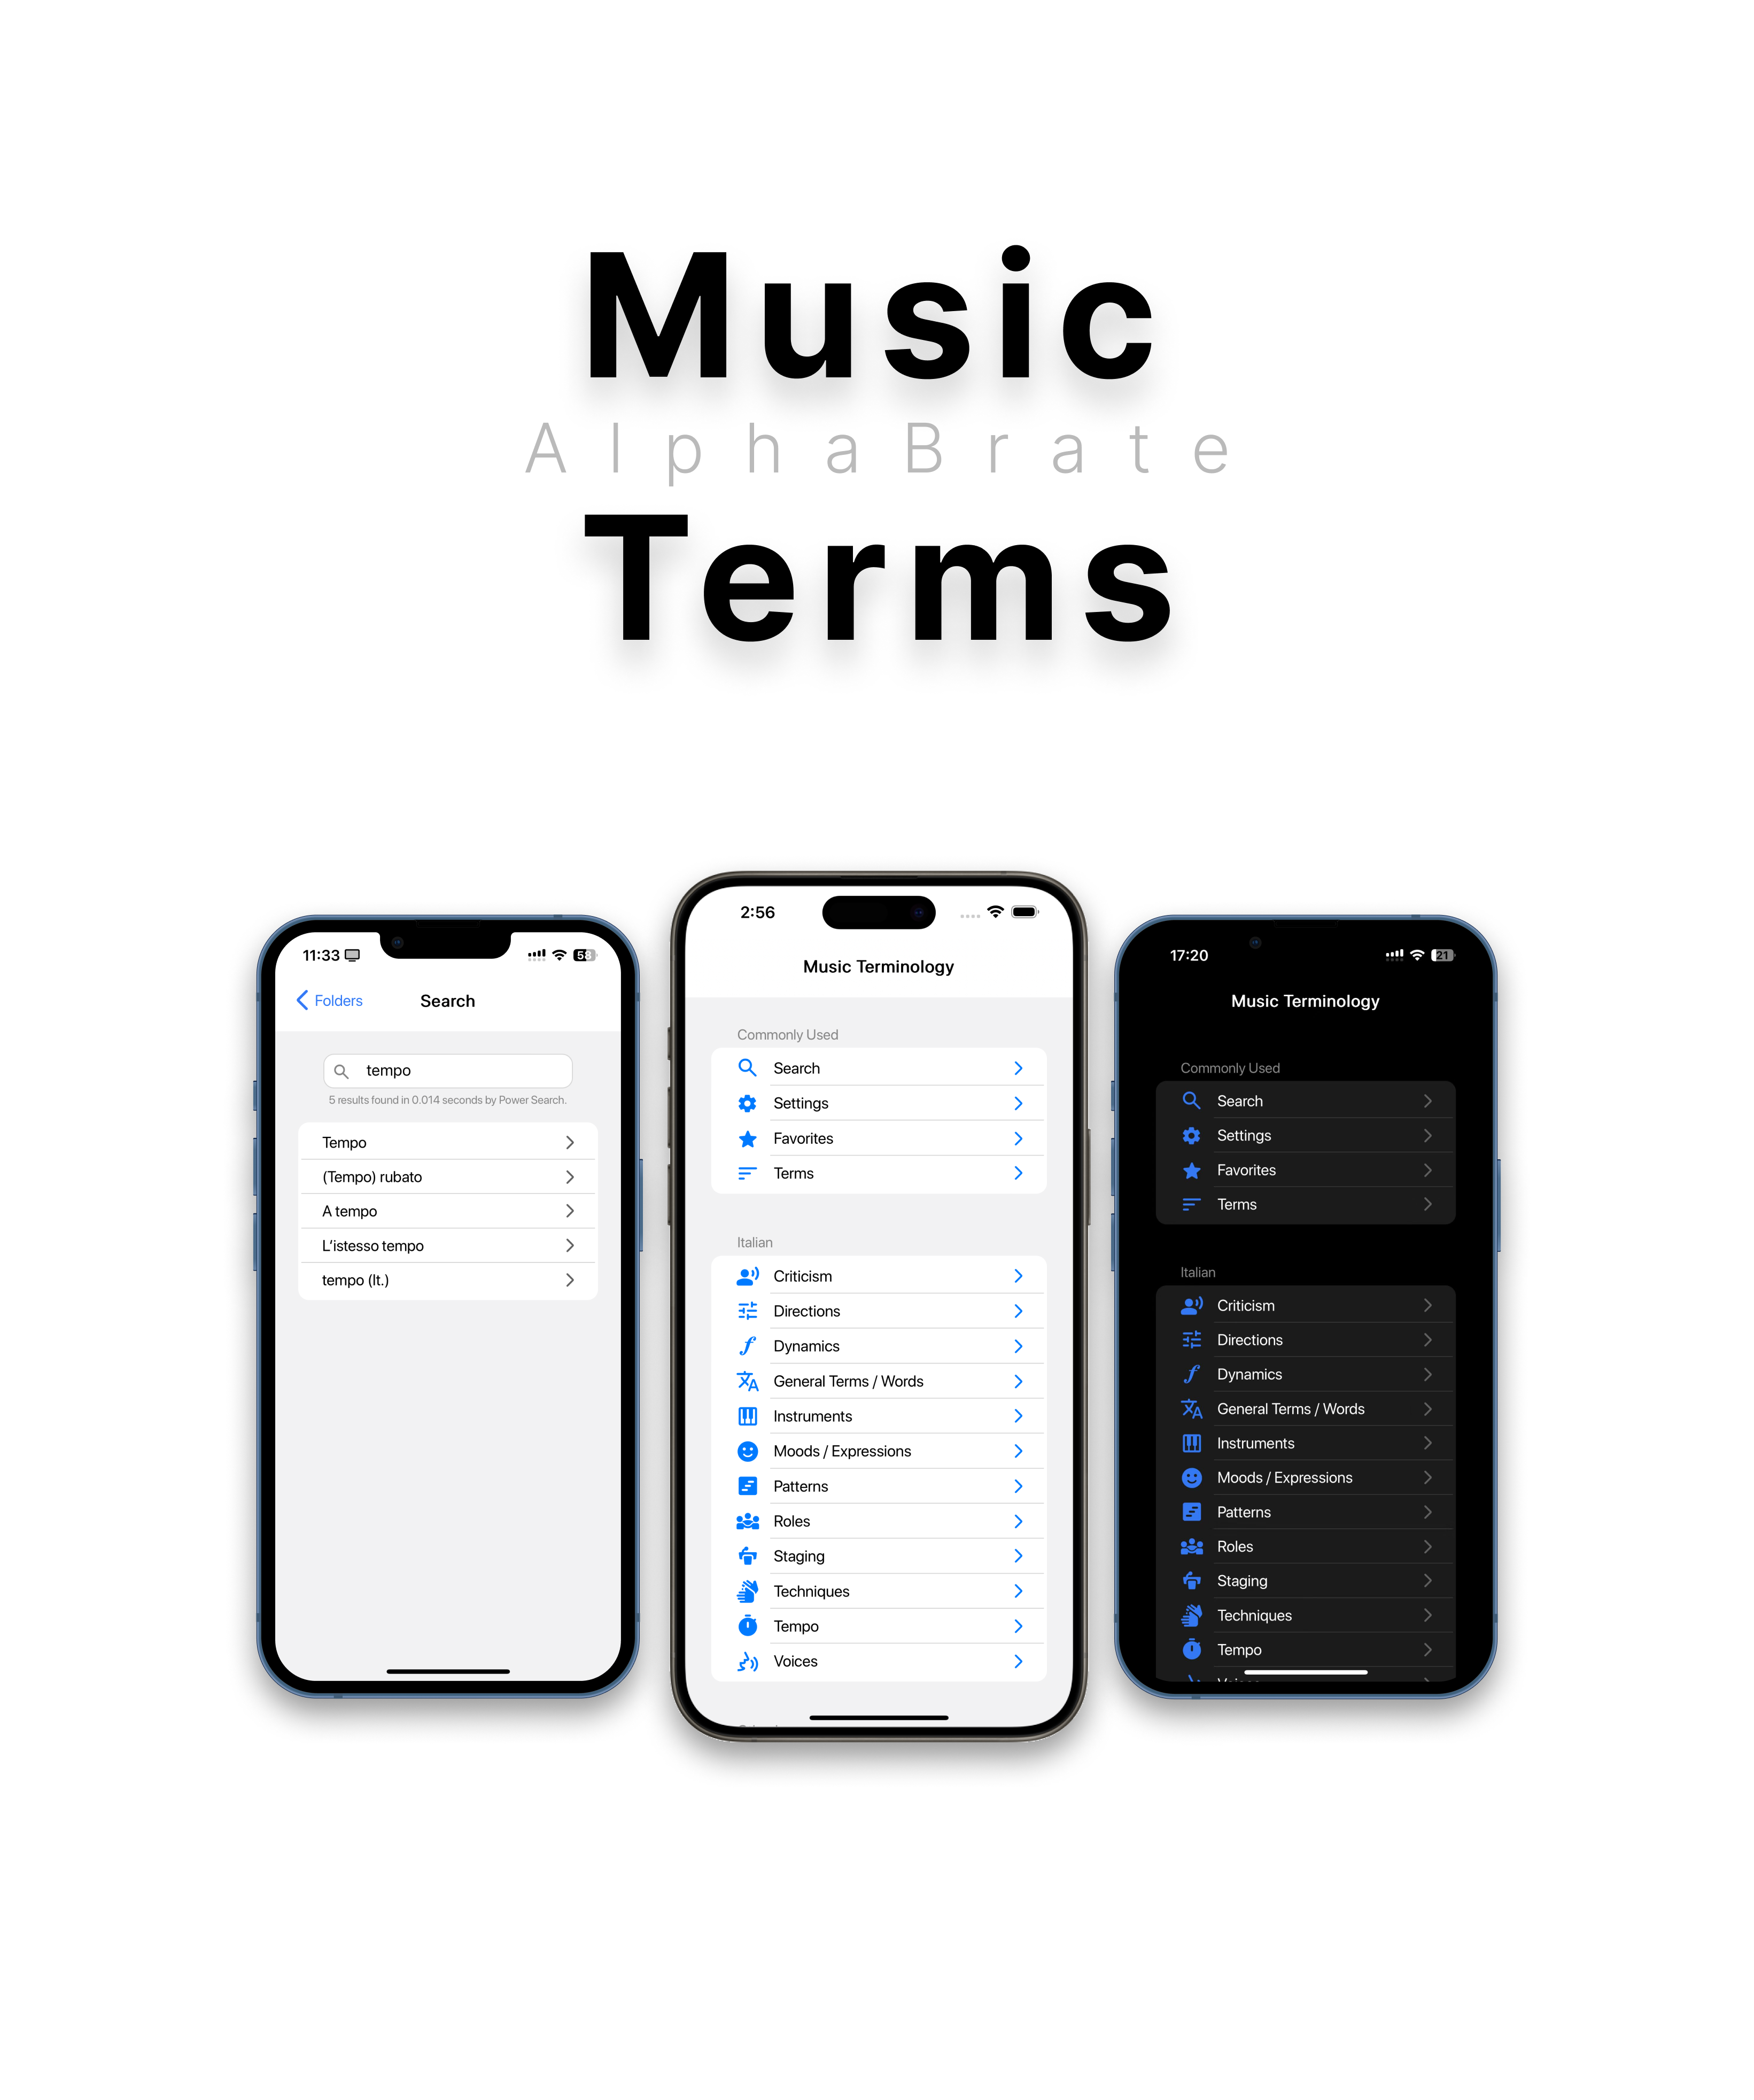 Music
AlphaBrate
Terms
11:33
58
Folders
Search
tempo
5 results found in 0.014 seconds by Power Search.
Tempo
(Tempo) rubato
A tempo
L'istesso tempo
tempo (It.)
2:56
Music Terminology
Commonly Used
Search
Settings
Favorites
Terms
Italian
Criticism
Directions
Dynamics
General Terms / Words
Instruments
Moods / Expressions
Patterns
Roles
Staging
Techniques
Tempo
Voices
17:20
21
Music Terminology
Commonly Used
Search
Settings
Favorites
Terms
Italian
Criticism
Directions
Dynamics
General Terms / Words
Instruments
Moods / Expressions
Patterns
Roles
Staging
Techniques
Tempo